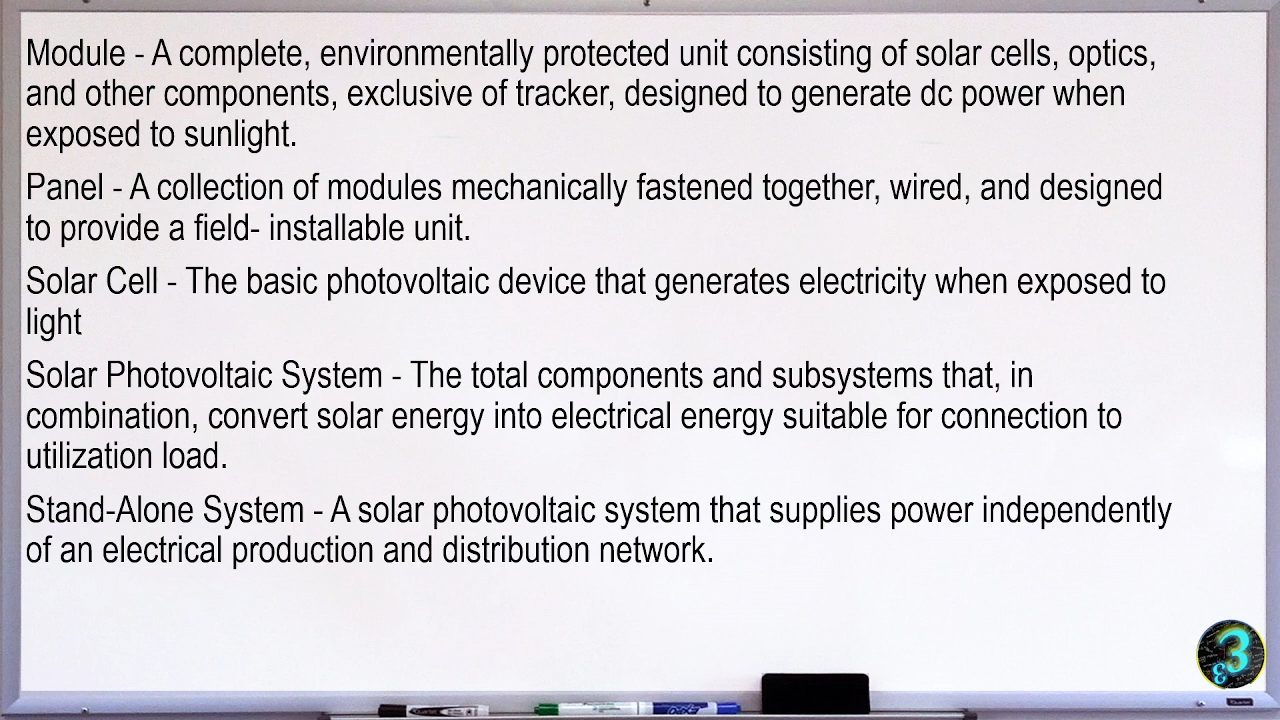 Module - A complete, environmentally protected unit consisting of solar cells, optics,
and other components, exclusive of tracker, designed to generate dc power when
exposed to sunlight.
Panel - A collection of modules mechanically fastened together, wired, and designed
to provide a field- installable unit.
Solar Cell - The basic photovoltaic device that generates electricity when exposed to
light
Solar Photovoltaic System - The total components and subsystems that, in
combination, convert solar energy into electrical energy suitable for connection to
utilization load.
Stand-Alone System - A solar photovoltaic system that supplies power independently
of an electrical production and distribution network.
ε3